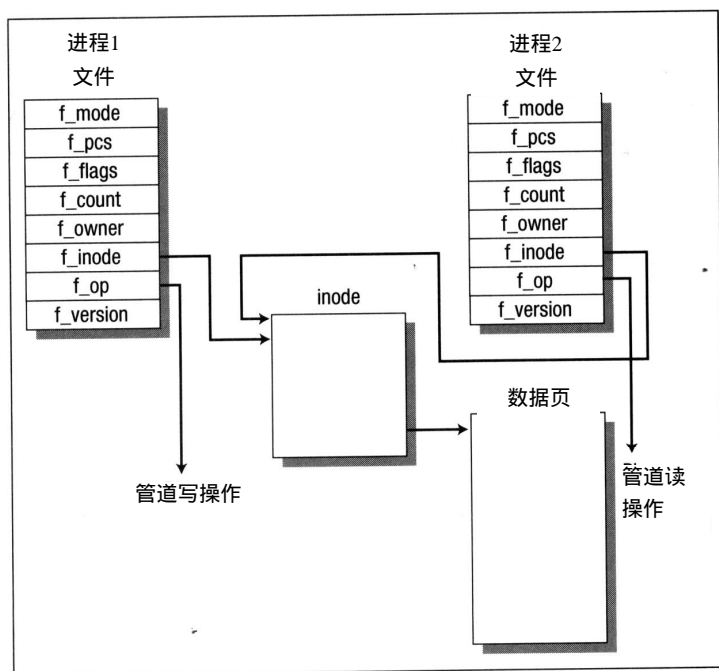 进程1
文件
f_mode
f_pcs
f_flags
f_count
f_owner
f_inode
f_op
f_version
进程2
文件
f_mode
f_pcs
f_flags
f_count
f_owner
f_inode
f_op
f_version
inode
数据页
管道写操作
管道读
操作